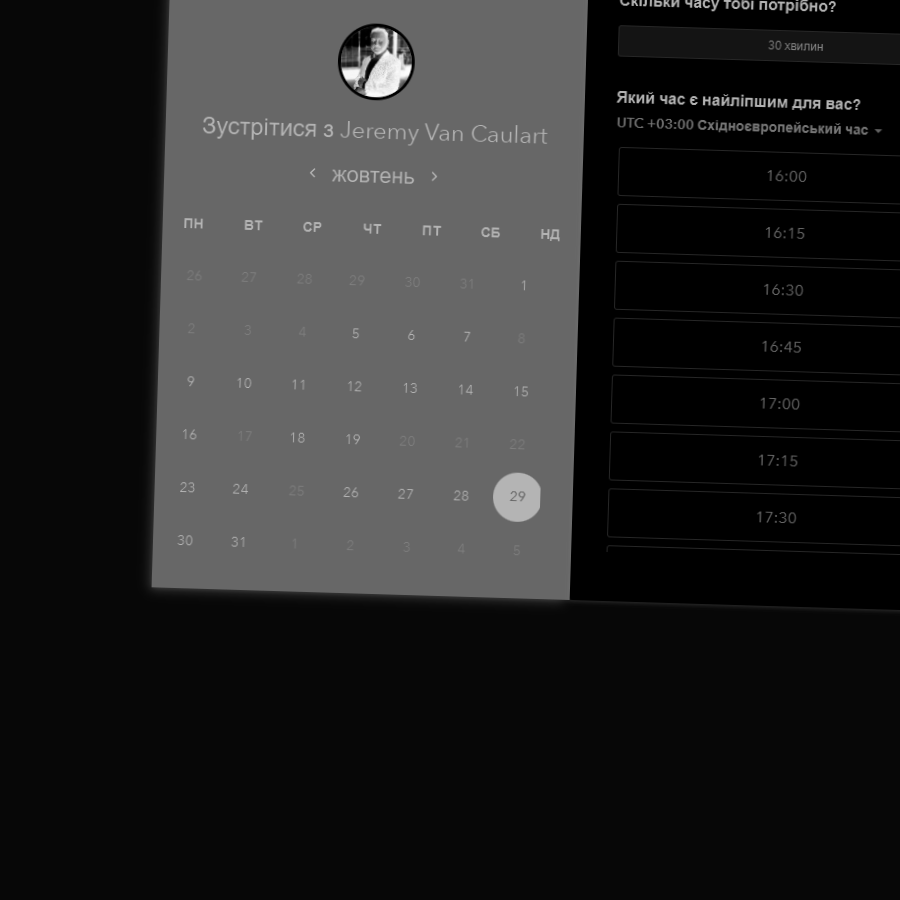 Зустрітися з Jeremy Van Caulart
жовтень
ПН ВТ СР ЧТ ПТ СБ НД
26 27 28 29 30 31 1
2 3 4 5 6 7 8
9 10 11 12 13 14 15
16 17 18 19 20 21 22
23 24 25 26 27 28 29
30 31 1 2 3 4 5
Скільки часу тобі потрібно?
30 хвилин
Який час є найліпшим для вас?
UTC +03:00 Східноєвропейський час
16:00
16:15
16:30
16:45
17:00
17:15
17:30